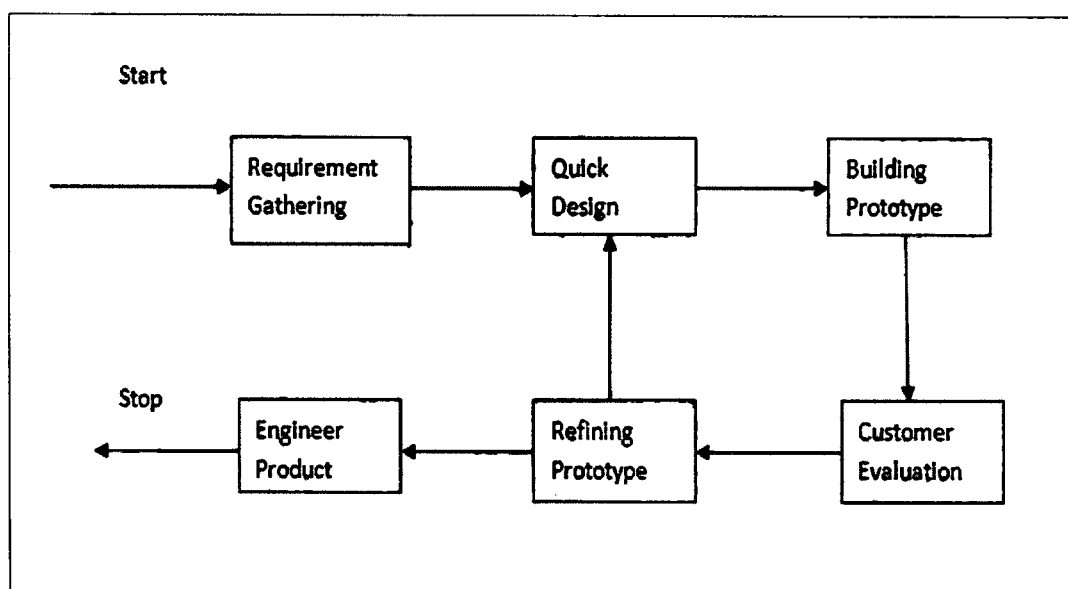 Start
Requirement
Gathering
Quick
Design
Building
Prototype
Stop
Engineer
Product
Refining
Prototype
Customer
Evaluation